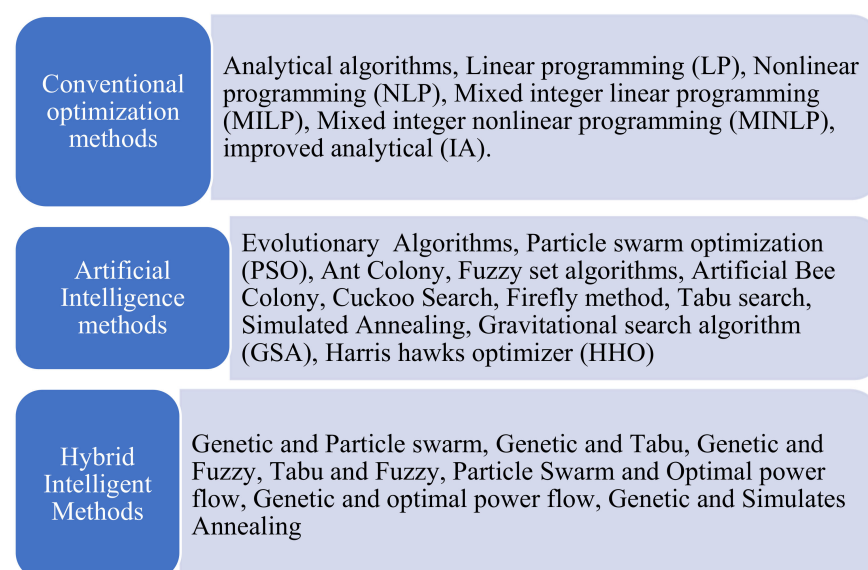 Conventional
optimization
methods
Analytical algorithms, Linear programming (LP), Nonlinear
programming (NLP), Mixed integer linear programming
(MILP), Mixed integer nonlinear programming (MINLP),
improved analytical (IA).
Artificial
Intelligence
methods
Evolutionary  Algorithms, Particle swarm optimization
(PSO), Ant Colony, Fuzzy set algorithms, Artificial Bee
Colony, Cuckoo Search, Firefly method, Tabu search,
Simulated Annealing, Gravitational search algorithm
(GSA), Harris hawks optimizer (HHO)
Hybrid
Intelligent
Methods
Genetic and Particle swarm, Genetic and Tabu, Genetic and
Fuzzy, Tabu and Fuzzy, Particle Swarm and Optimal power
flow, Genetic and optimal power flow, Genetic and Simulates
Annealing